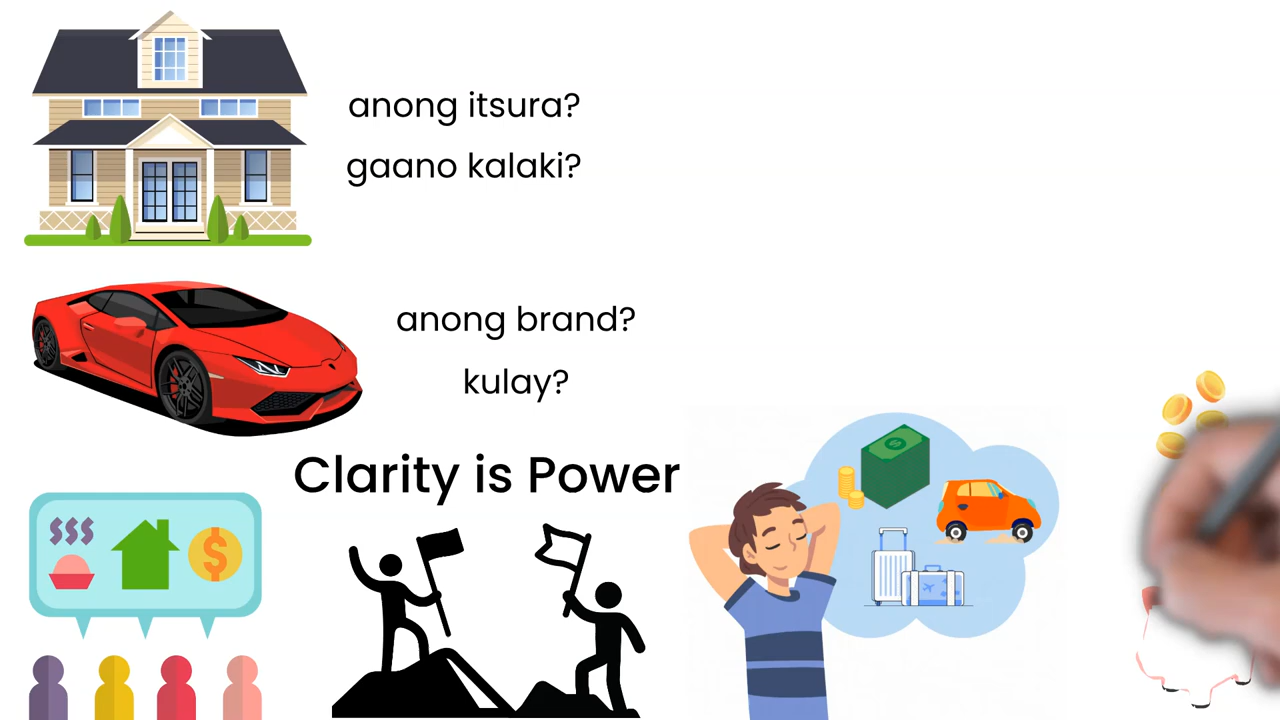 anong itsura?
gaano kalaki?
anong brand?
kulay?
Clarity is Power